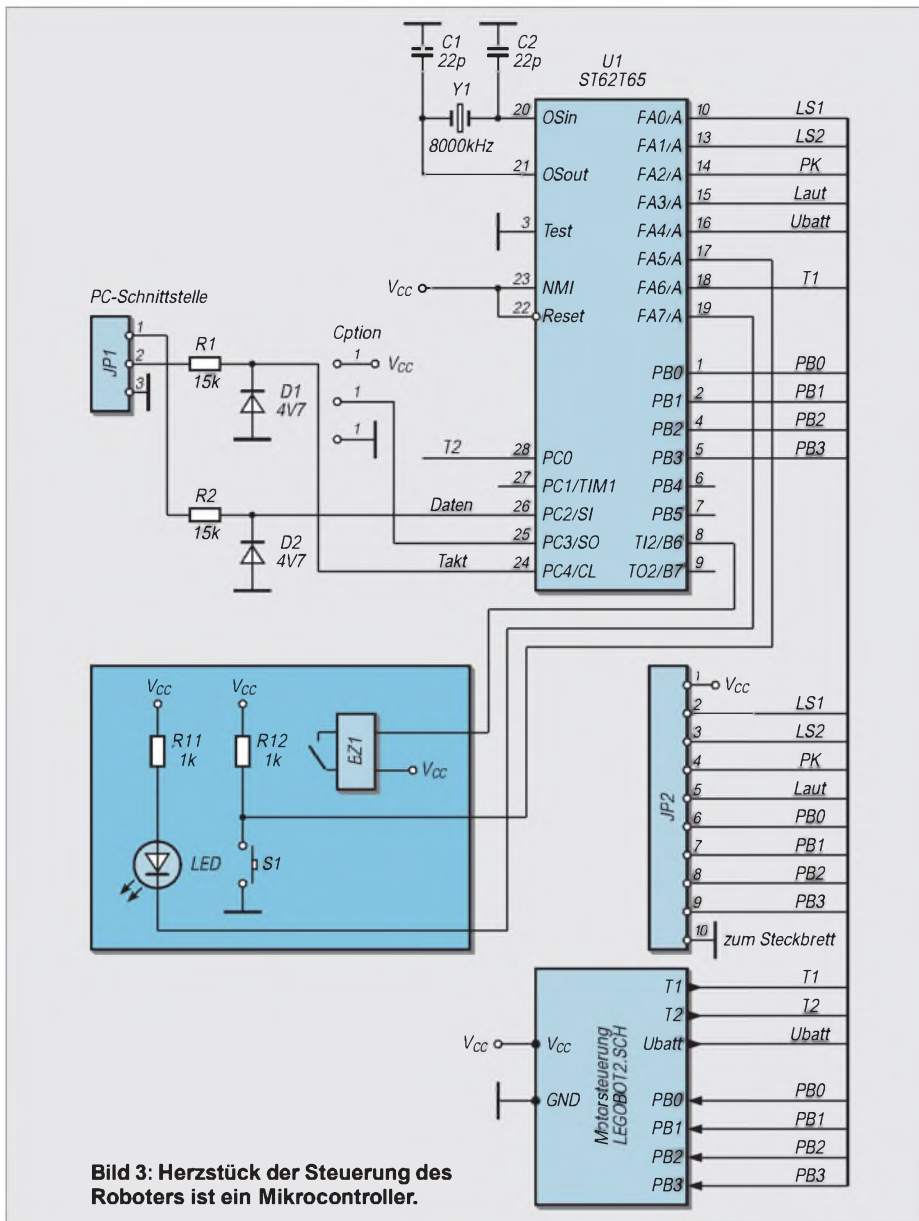 C1
22p
C2
22p
Y1
8000kHz
U1
ST62T65
20
OSin
21
OSout
3
Test
VCC
23
NMI
22
Reset
T2
28
PC0
27
PC1/TIM1
Daten
26
PC2/SI
25
PC3/SO
Takt
24
PC4/CL
FA0/A
10
LS1
FA1/A
13
LS2
FA2/A
14
PK
FA3/A
15
Laut
FA4/A
16
Ubatt
FA5/A
17
FA6/A
18
T1
FA7/A
19
PB0
1
PB0
PB1
2
PB1
PB2
4
PB2
PB3
5
PB3
PB4
6
PB5
7
TI2/B6
8
TO2/B7
9
PC-Schnittstelle
JP1
1
2
3
R1
15k
D1
4V7
Cption
1
VCC
1
1
R2
15k
D2
4V7
VCC
R11
1k
VCC
R12
1k
BZ1
VCC
LED
S1
JP2
1
VCC
2
LS1
3
LS2
4
PK
5
Laut
6
PB0
7
PB1
8
PB2
9
PB3
10
zum Steckbrett
Motorsteuerung
LEGOBOT2.SCH
VCC
VCC
GND
T1
T1
T2
T2
Ubatt
Ubatt
PB0
PB0
PB1
PB1
PB2
PB2
PB3
PB3
Bild 3: Herzstück der Steuerung des
Roboters ist ein Mikrocontroller.